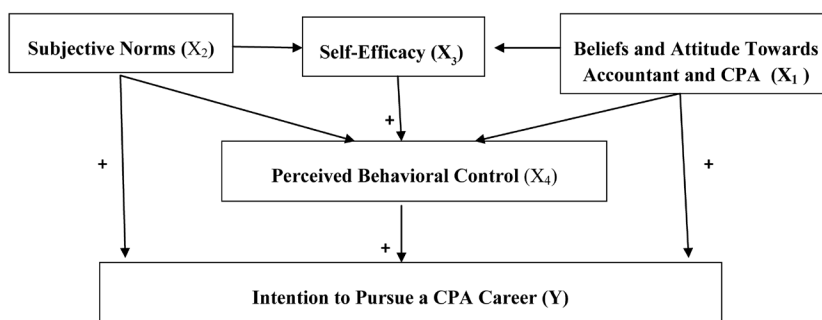 Subjective Norms (X₂)
Self-Efficacy (X₃)
Beliefs and Attitude Towards
Accountant and CPA (X₁ )
+
+
+
Perceived Behavioral Control (X₄)
+
Intention to Pursue a CPA Career (Y)